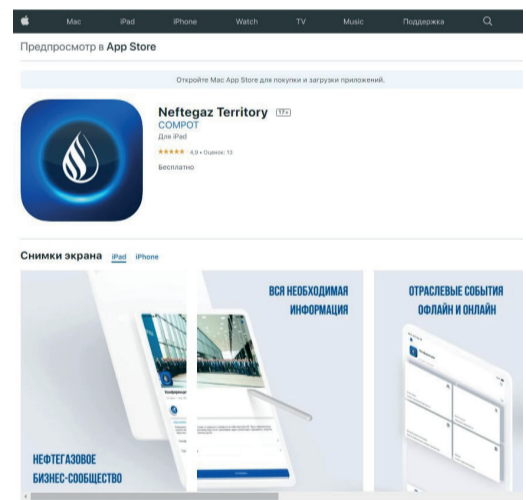 Mac iPad iPhone Watch TV Music Поддержка
Предпросмотр в App Store
Откройте Mac App Store для покупки и загрузки приложений.
Neftegaz Territory 17+
COMPOT
Для iPad
★★★★★ 4,9 • Оценок: 13
Бесплатно
Снимки экрана iPad iPhone
НЕФТЕГАЗОВОЕ
БИЗНЕС-СООБЩЕСТВО
ВСЯ НЕОБХОДИМАЯ
ИНФОРМАЦИЯ
ОТРАСЛЕВЫЕ СОБЫТИЯ
ОФЛАЙН И ОНЛАЙН